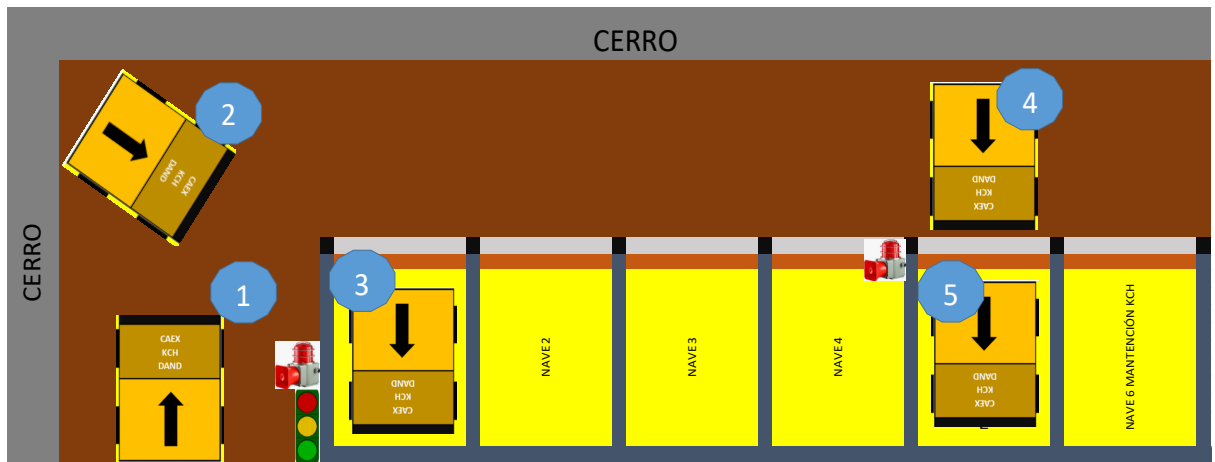 CERRO
CERRO
2
4
1
3
5
CAEX
KCH
DAND
CAEX
KCH
DAND
CAEX
KCH
DAND
CAEX
KCH
DAND
CAEX
KCH
DAND
NAVE 2
NAVE 3
NAVE 4
NAVE 6 MANTENCIÓN KCH